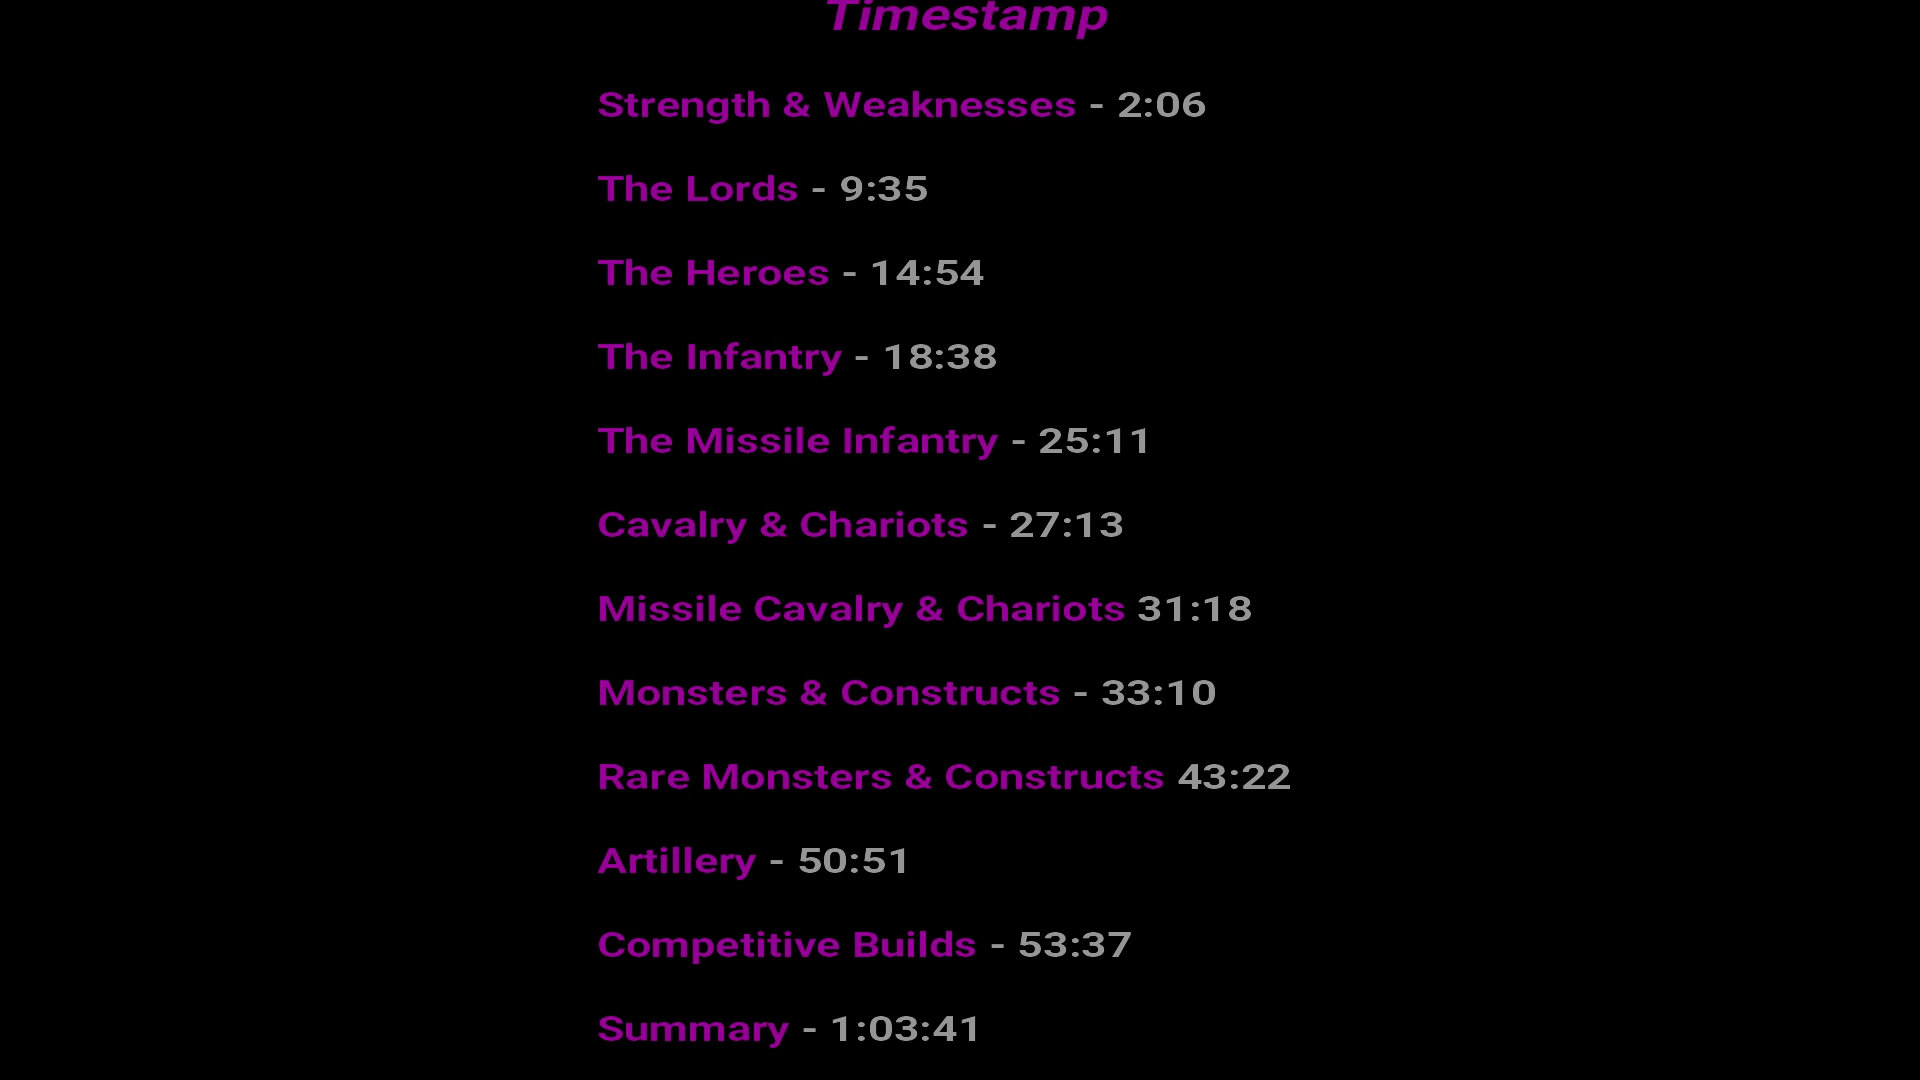 Timestamp
Strength & Weaknesses - 2:06
The Lords - 9:35
The Heroes - 14:54
The Infantry - 18:38
The Missile Infantry - 25:11
Cavalry & Chariots - 27:13
Missile Cavalry & Chariots 31:18
Monsters & Constructs - 33:10
Rare Monsters & Constructs 43:22
Artillery - 50:51
Competitive Builds - 53:37
Summary - 1:03:41